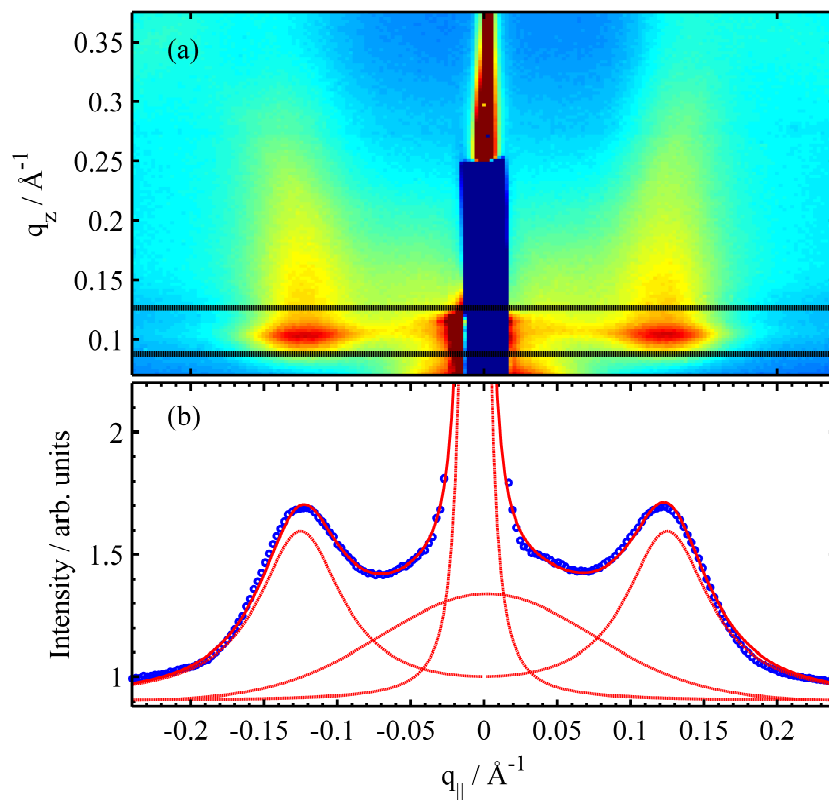 (a)
0.35
0.3
0.25
0.2
0.15
0.1
q_z / Å⁻¹
(b)
2
1.5
1
Intensity / arb. units
-0.2 -0.15 -0.1 -0.05 0 0.05 0.1 0.15 0.2
q_|| / Å⁻¹